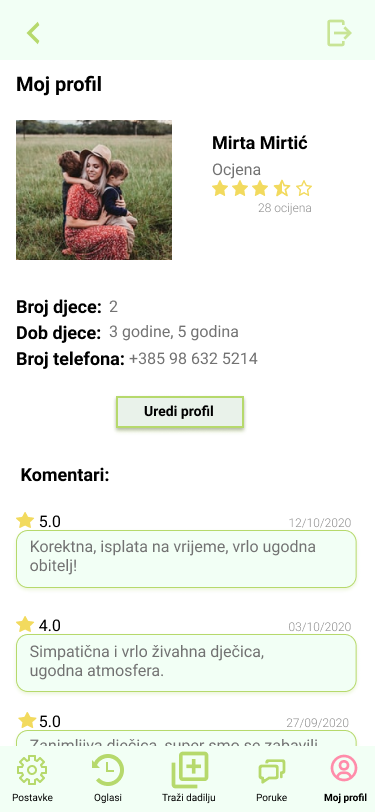 Moj profil
Mirta Mirtić
Ocjena
28 ocijena
Broj djece: 2
Dob djece: 3 godine, 5 godina
Broj telefona: +385 98 632 5214
Uredi profil
Komentari:
5.0 12/10/2020
Korektna, isplata na vrijeme, vrlo ugodna
obitelj!
4.0 03/10/2020
Simpatična i vrlo živahna dječica,
ugodna atmosfera.
5.0 27/09/2020
Zanimljiva dječica, super smo se zabavili
Postavke Oglasi Traži dadilju Poruke Moj profil